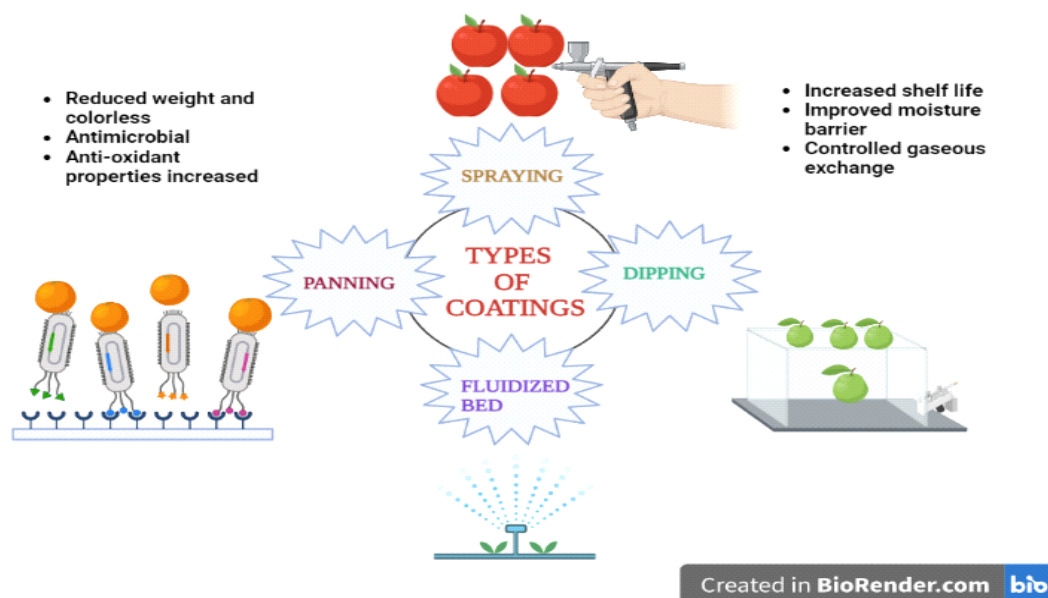 • Reduced weight and
colorless
• Antimicrobial
• Anti-oxidant
properties increased
• Increased shelf life
• Improved moisture
barrier
• Controlled gaseous
exchange
SPRAYING
PANNING
TYPES
OF
COATINGS
DIPPING
FLUIDIZED
BED
Created in BioRender.com bio